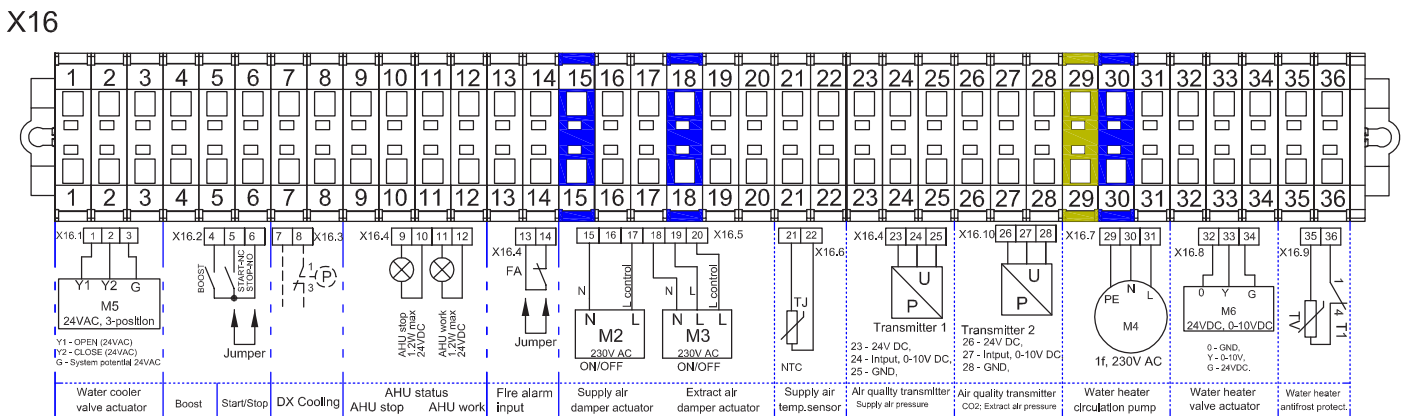 X16
1 2 3 4 5 6 7 8 9 10 11 12 13 14 15 16 17 18 19 20 21 22 23 24 25 26 27 28 29 30 31 32 33 34 35 36
1 2 3 4 5 6 7 8 9 10 11 12 13 14 15 16 17 18 19 20 21 22 23 24 25 26 27 28 29 30 31 32 33 34 35 36
X16.1 1 2 3
Y1 Y2 G
M5
24VAC, 3-position
Y1 - OPEN (24VAC)
Y2 - CLOSE (24VAC)
G - System potential 24VAC
Water cooler
valve actuator
X16.2 4 5 6
BOOST
START-NC
STOP-NO
Jumper
Boost
Start/Stop
7 8 X16.3
1
3
P
DX Cooling
X16.4 9 10 11 12
AHU stop
1,2W max
24VDC
AHU work
1,2W max
24VDC
AHU status
AHU stop AHU work
13 14
X16.4
FA
Jumper
Fire alarm
input
15 16 17 18 19 20 X16.5
N
L control
N
L
L control
N L
M2
230V AC
ON/OFF
N L L
M3
230V AC
ON/OFF
Supply air
damper actuator
Extract air
damper actuator
21 22
X16.6
TJ
NTC
Supply air
temp.sensor
X16.4 23 24 25
U
P
Transmitter 1
23 - 24V DC,
24 - Intput, 0-10V DC,
25 - GND,
Air quality transmitter
Supply air pressure
X16.10 26 27 28
U
P
Transmitter 2
26 - 24V DC,
27 - Intput, 0-10V DC
28 - GND,
Air quality transmitter
CO2; Extract air pressure
X16.7 29 30 31
PE N L
M4
1f, 230V AC
Water heater
circulation pump
32 33 34
X16.8
0 Y G
M6
24VDC, 0-10VDC
0 - GND,
Y - 0-10V,
G - 24VDC.
Water heater
valve actuator
35 36
X16.9
TV
1
4
T1
Water heater
antifrost protect.